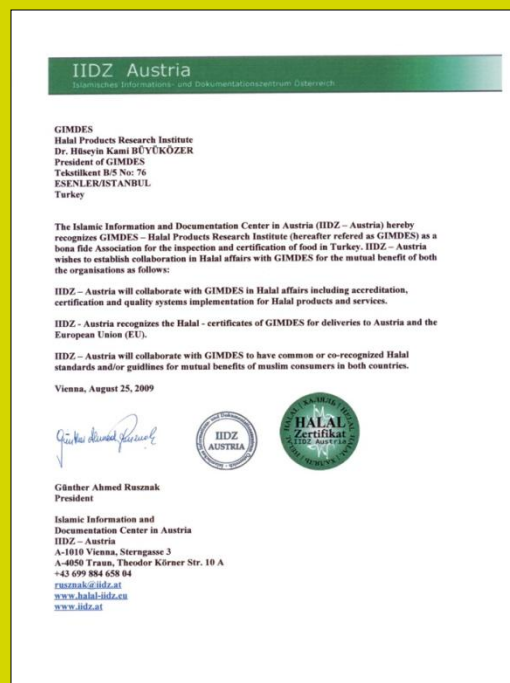 IIDZ Austria
Islamisches Informations- und Dokumentationszentrum Österreich
GIMDES
Halal Products Research Institute
Dr. Hüseyin Kami BÜYÜKÖZER
President of GIMDES
Tekstilkent B/5 No: 76
ESENLER/ISTANBUL
Turkey
The Islamic Information and Documentation Center in Austria (IIDZ – Austria) hereby
recognizes GIMDES – Halal Products Research Institute (hereafter refered as GIMDES) as a
bona fide Association for the inspection and certification of food in Turkey. IIDZ – Austria
wishes to establish collaboration in Halal affairs with GIMDES for the mutual benefit of both
the organisations as follows:
IIDZ – Austria will collaborate with GIMDES in Halal affairs including accreditation,
certification and quality systems implementation for Halal products and services.
IIDZ - Austria recognizes the Halal - certificates of GIMDES for deliveries to Austria and the
European Union (EU).
IIDZ – Austria will collaborate with GIMDES to have common or co-recognized Halal
standards and/or guidlines for mutual benefits of muslim consumers in both countries.
Vienna, August 25, 2009
IIDZ
AUSTRIA
HALAL
Zertifikat
IIDZ Austria
Günther Ahmed Rusznak
President
Islamic Information and
Documentation Center in Austria
IIDZ – Austria
A-1010 Vienna, Sterngasse 3
A-4050 Traun, Theodor Körner Str. 10 A
+43 699 884 658 04
rusznak@iidz.at
www.halal-iidz.eu
www.iidz.at